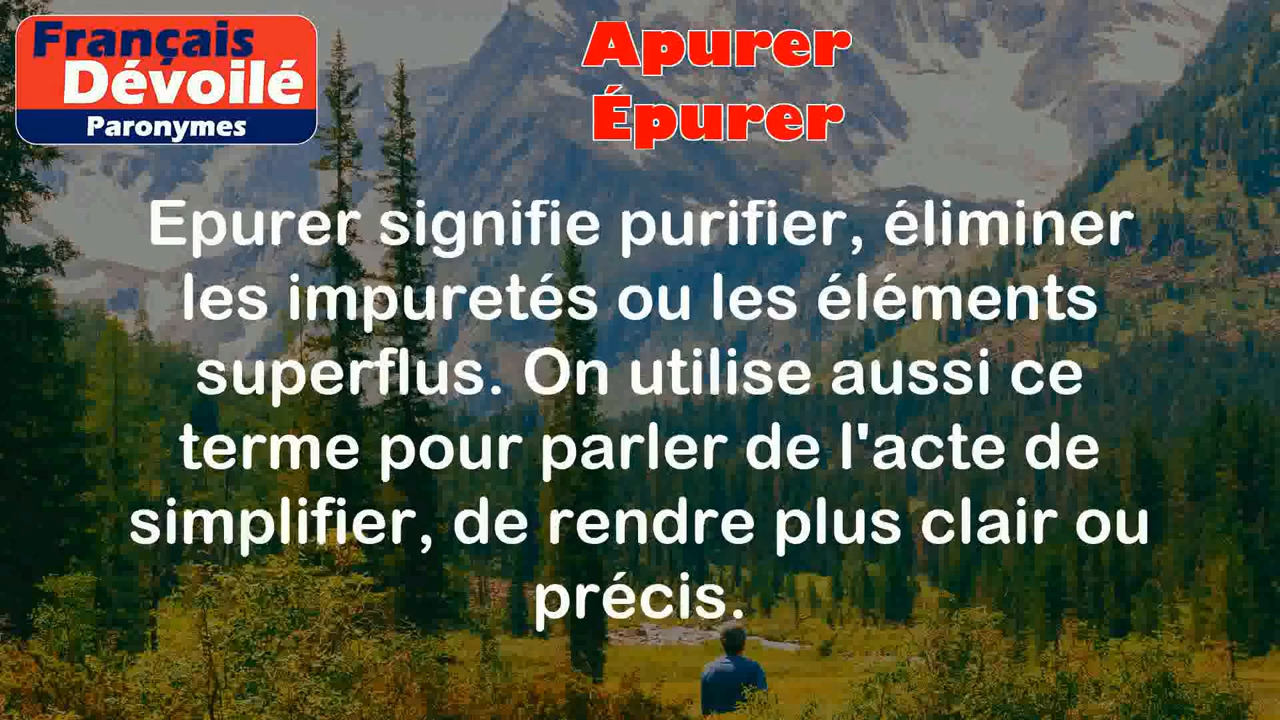 Français
Dévoilé
Paronymes
Apurer
Épurer
Epurer signifie purifier, éliminer
les impuretés ou les éléments
superflus. On utilise aussi ce
terme pour parler de l'acte de
simplifier, de rendre plus clair ou
précis.